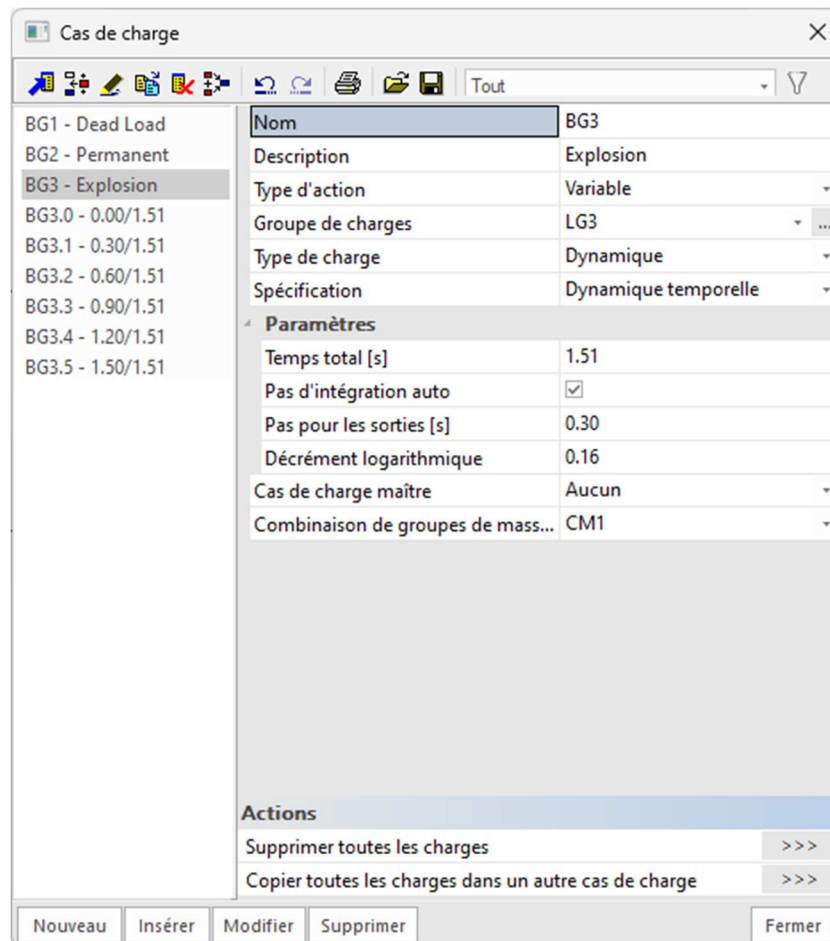 Cas de charge
Tout
BG1 - Dead Load
BG2 - Permanent
BG3 - Explosion
BG3.0 - 0.00/1.51
BG3.1 - 0.30/1.51
BG3.2 - 0.60/1.51
BG3.3 - 0.90/1.51
BG3.4 - 1.20/1.51
BG3.5 - 1.50/1.51
Nom BG3
Description Explosion
Type d'action Variable
Groupe de charges LG3 ...
Type de charge Dynamique
Spécification Dynamique temporelle
Paramètres
Temps total [s] 1.51
Pas d'intégration auto
Pas pour les sorties [s] 0.30
Décrément logarithmique 0.16
Cas de charge maître Aucun
Combinaison de groupes de mass... CM1
Actions
Supprimer toutes les charges >>>
Copier toutes les charges dans un autre cas de charge >>>
Nouveau Insérer Modifier Supprimer Fermer